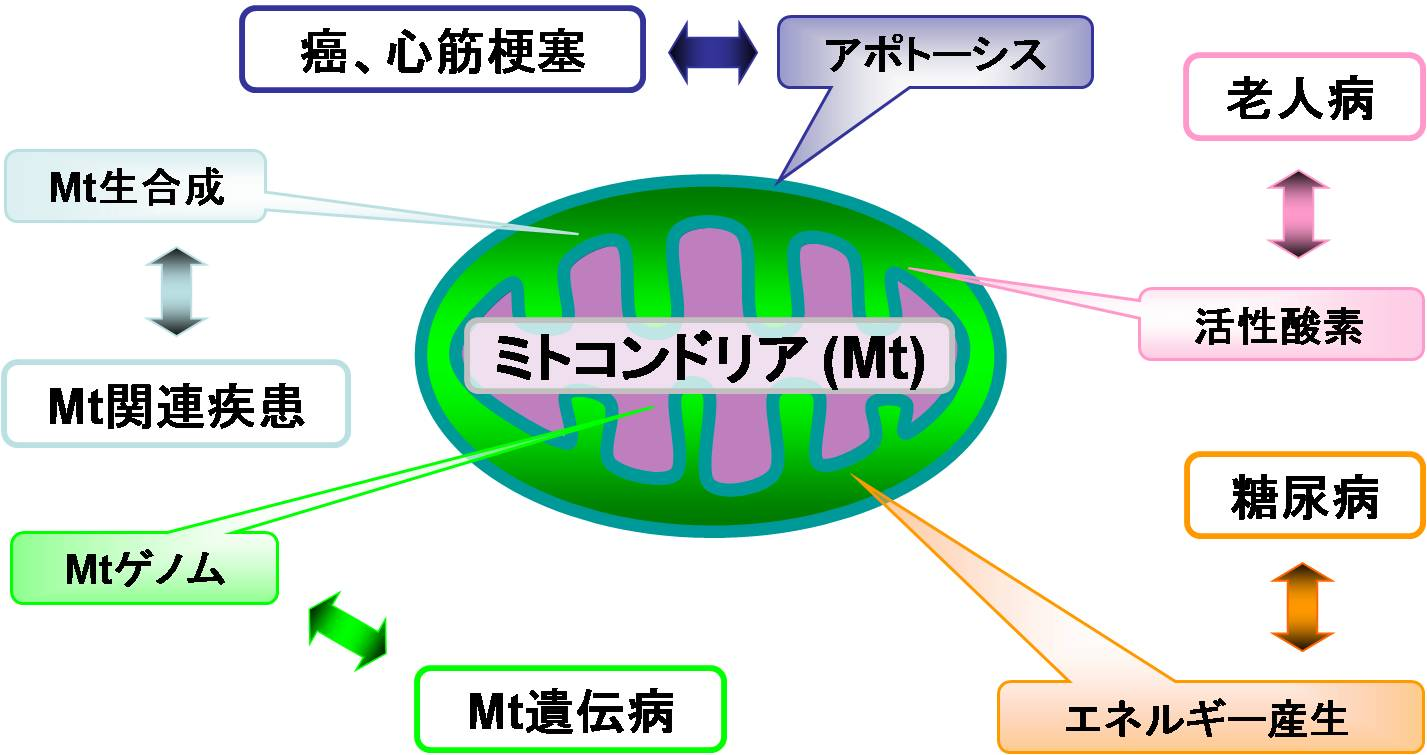 癌、心筋梗塞
アポトーシス
老人病
Mt生合成
活性酸素
ミトコンドリア (Mt)
Mt関連疾患
糖尿病
Mtゲノム
Mt遺伝病
エネルギー産生